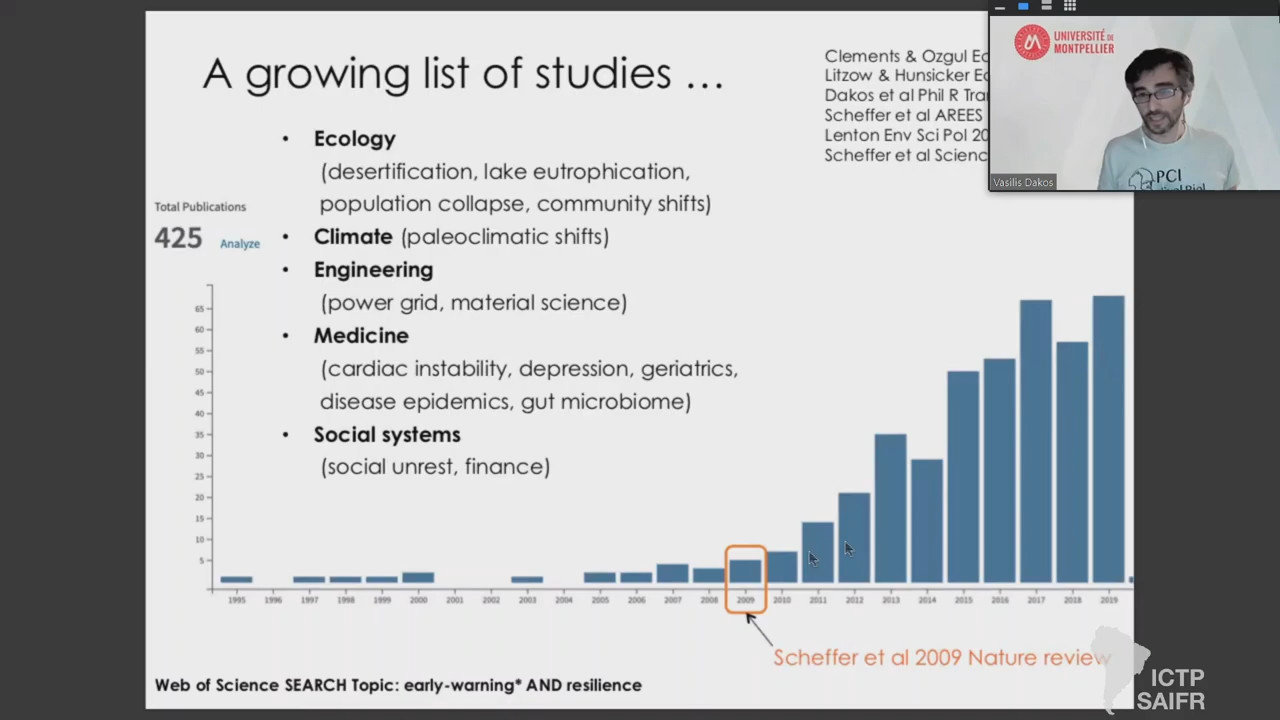 A growing list of studies …
Clements & Ozgul
Litzow & Hunsicker
Dakos et al Phil R
Scheffer et al AREES
Lenton Env Sci Pol
Scheffer et al
UNIVERSITÉ DE
MONTPELLIER
PCI
Vasilis Dakos
• Ecology
(desertification, lake eutrophication,
population collapse, community shifts)
• Climate (paleoclimatic shifts)
• Engineering
(power grid, material science)
• Medicine
(cardiac instability, depression, geriatrics,
disease epidemics, gut microbiome)
• Social systems
(social unrest, finance)
Total Publications
425 Analyze
65
60
55
50
45
40
35
30
25
20
15
10
5
1995 1996 1997 1998 1999 2000 2001 2002 2003 2004 2005 2006 2007 2008 2009 2010 2011 2012 2013 2014 2015 2016 2017 2018 2019
Scheffer et al 2009 Nature review
Web of Science SEARCH Topic: early-warning* AND resilience
ICTP
SAIFR